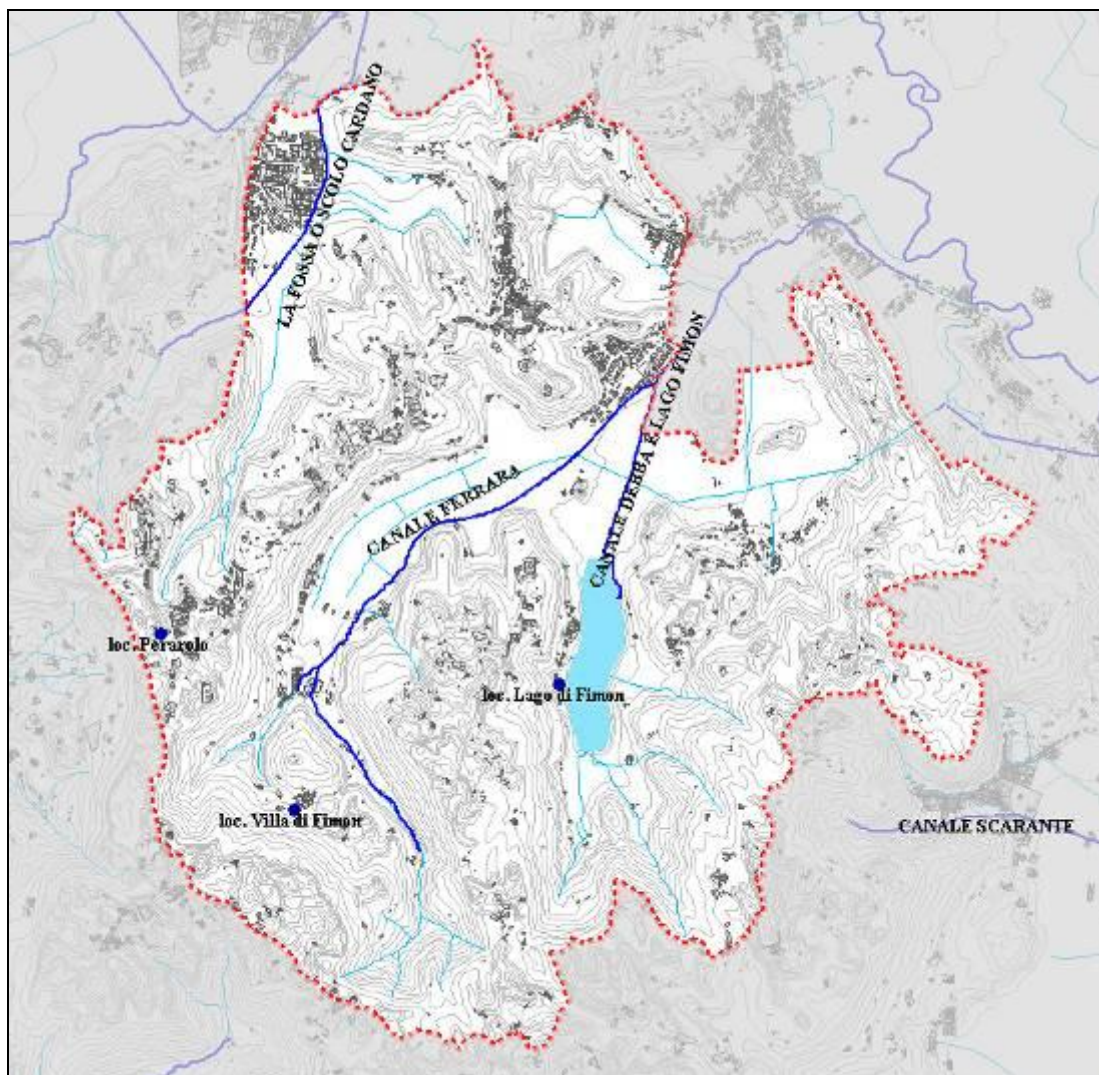 LA FOSSA O SCOLO CARDANO
CANALE DEBBA E LAGO FIMON
CANALE FERRARA
loc. Perarolo
loc. Lago di Fimon
loc. Villa di Fimon
CANALE SCARANTE